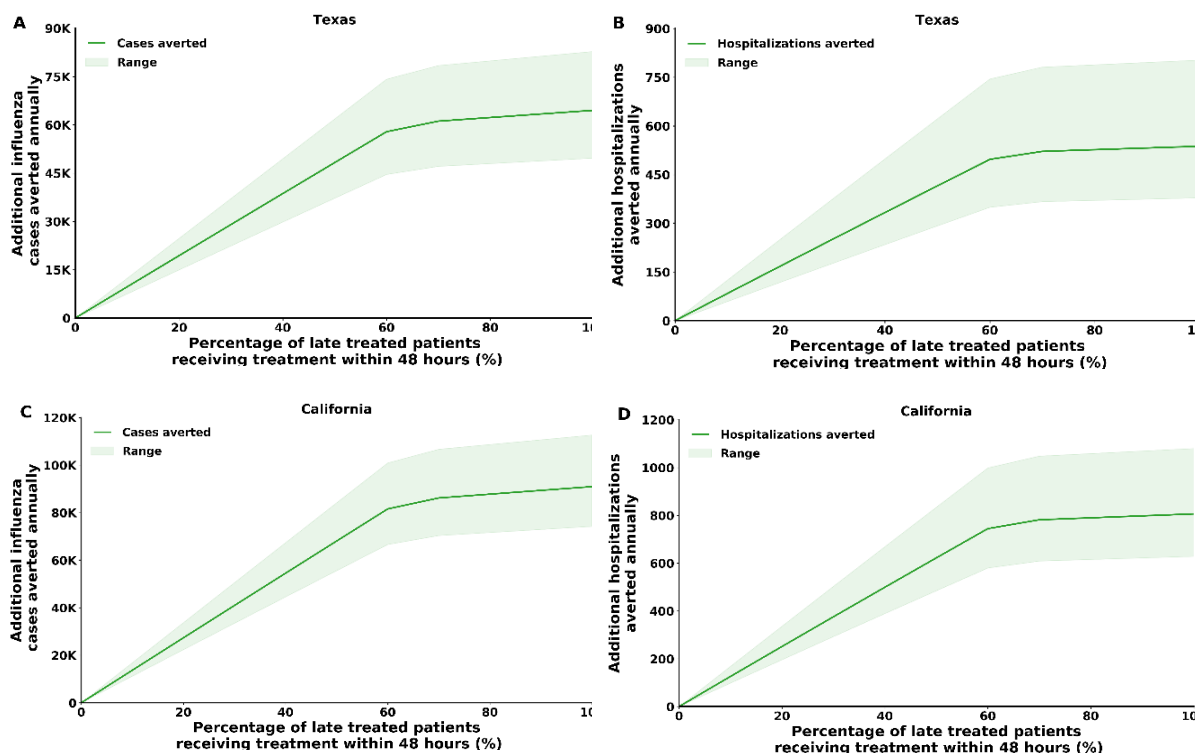 A
Texas
90K
75K
60K
45K
30K
15K
0
Additional influenza
cases averted annually
Cases averted
Range
0 20 40 60 80 10
Percentage of late treated patients
receiving treatment within 48 hours (%)
B
Texas
900
750
600
450
300
150
0
Additional hospitalizations
averted annually
Hospitalizations averted
Range
0 20 40 60 80 1
Percentage of late treated patients
receiving treatment within 48 hours (%)
C
California
120K
100K
80K
60K
40K
20K
0
Additional influenza
cases averted annually
Cases averted
Range
0 20 40 60 80 10
Percentage of late treated patients
receiving treatment within 48 hours (%)
D
California
1200
1000
800
600
400
200
0
Additional hospitalizations
averted annually
Hospitalizations averted
Range
0 20 40 60 80 10
Percentage of late treated patients
receiving treatment within 48 hours (%)